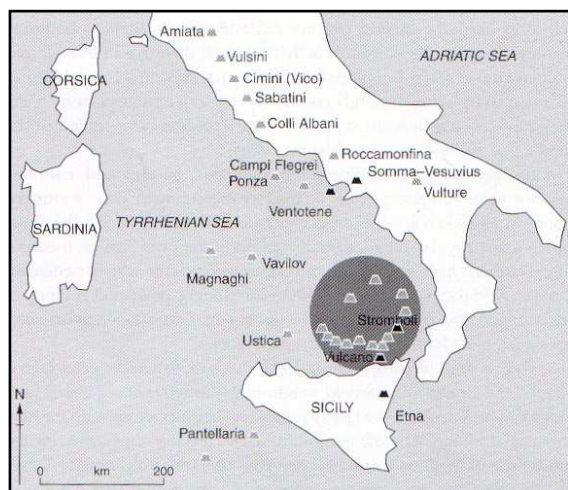 Amiata
ADRIATIC SEA
Vulsini
CORSICA
Cimini (Vico)
Sabatini
Colli Albani
Roccamonfina
Campi Flegrei
Somma–Vesuvius
Ponza
Vulture
SARDINIA
TYRRHENIAN SEA
Ventotene
Vavilov
Magnaghi
Stromboli
Ustica
Vulcano
N
SICILY
Etna
Pantellaria
0 km 200